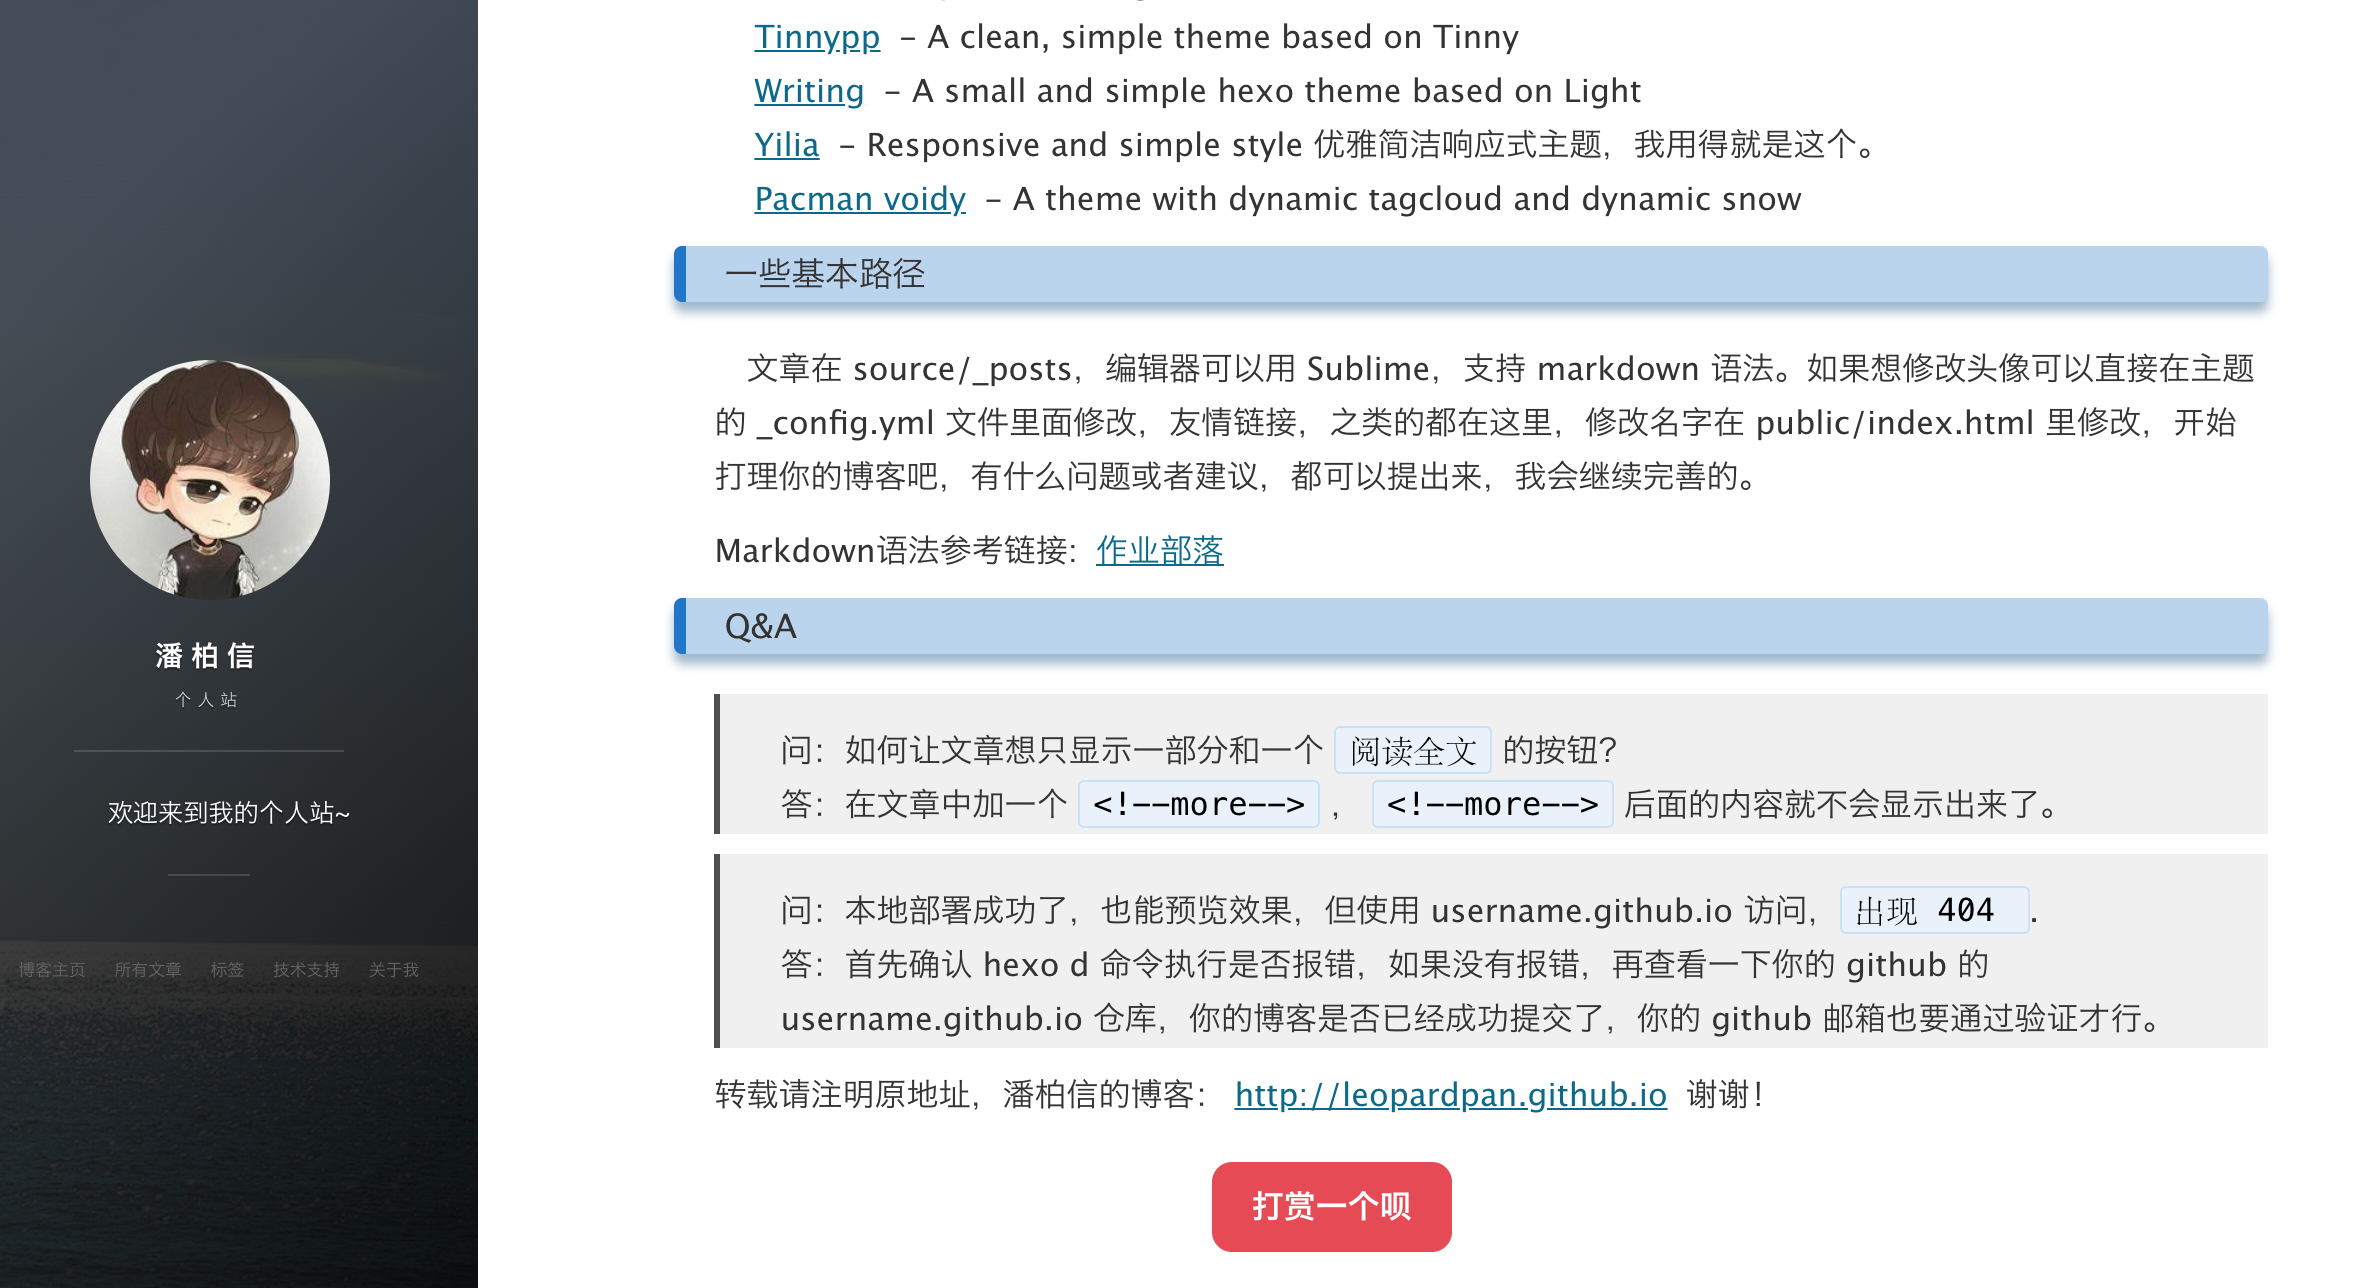 潘柏信
个人站
欢迎来到我的个人站~
博客主页 所有文章 标签 技术支持 关于我
Tinnypp - A clean, simple theme based on Tinny
Writing - A small and simple hexo theme based on Light
Yilia - Responsive and simple style 优雅简洁响应式主题，我用得就是这个。
Pacman voidy - A theme with dynamic tagcloud and dynamic snow
一些基本路径
文章在 source/_posts，编辑器可以用 Sublime，支持 markdown 语法。如果想修改头像可以直接在主题
的 _config.yml 文件里面修改，友情链接，之类的都在这里，修改名字在 public/index.html 里修改，开始
打理你的博客吧，有什么问题或者建议，都可以提出来，我会继续完善的。
Markdown语法参考链接：作业部落
Q&A
问：如何让文章想只显示一部分和一个 阅读全文 的按钮？
答：在文章中加一个 <!--more--> ， <!--more--> 后面的内容就不会显示出来了。
问：本地部署成功了，也能预览效果，但使用 username.github.io 访问，出现 404 .
答：首先确认 hexo d 命令执行是否报错，如果没有报错，再查看一下你的 github 的
username.github.io 仓库，你的博客是否已经成功提交了，你的 github 邮箱也要通过验证才行。
转载请注明原地址，潘柏信的博客： http://leopardpan.github.io 谢谢！
打赏一个呗